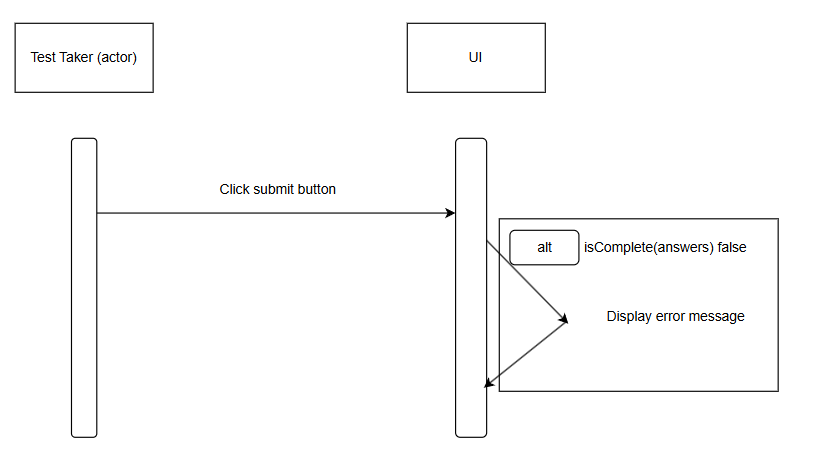 Test Taker (actor)
UI
Click submit button
alt
isComplete(answers) false
Display error message